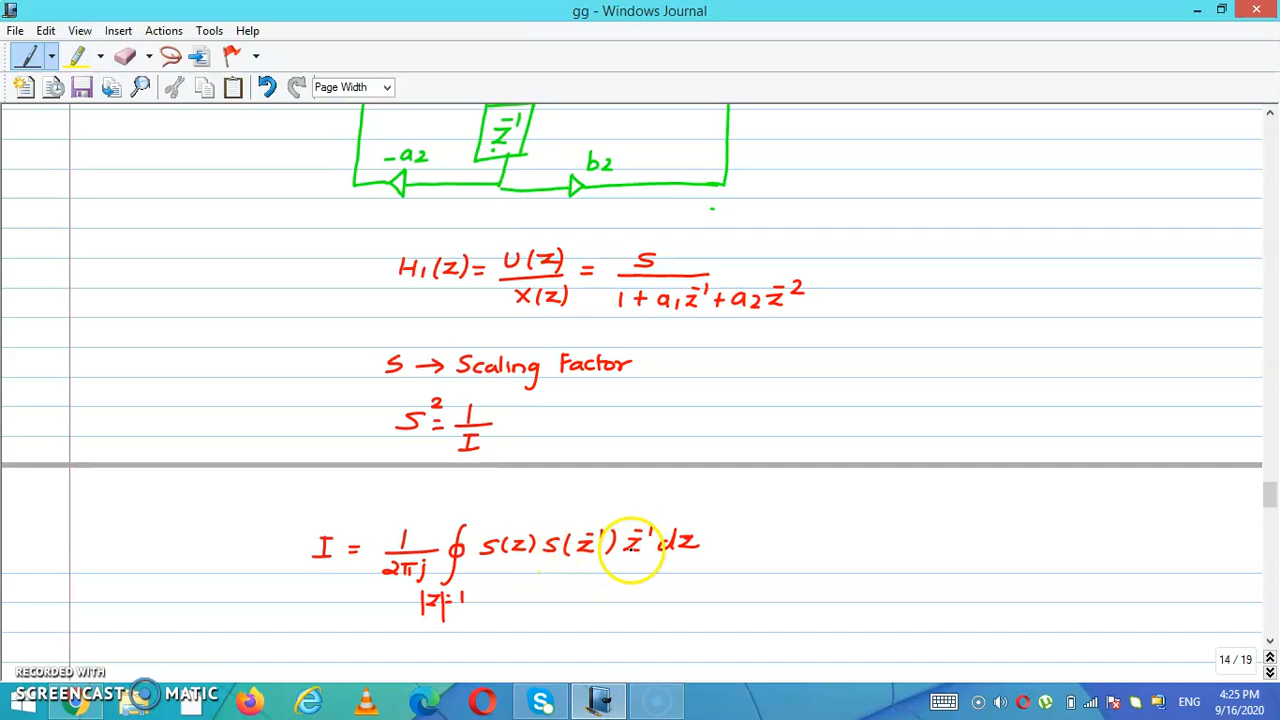 gg - Windows Journal
File Edit View Insert Actions Tools Help
Page Width
z⁻¹
-a2 b2
H₁(z) = U(z)/X(z) = S/(1 + a₁z⁻¹ + a₂z⁻²)
S → Scaling Factor
S² = 1/I
I = 1/(2πj) ∮ S(z) S(z⁻¹) z⁻¹ dz
|z|=1
14 / 19
RECORDED WITH
SCREENCAST MATIC
ENG
4:25 PM
9/16/2020